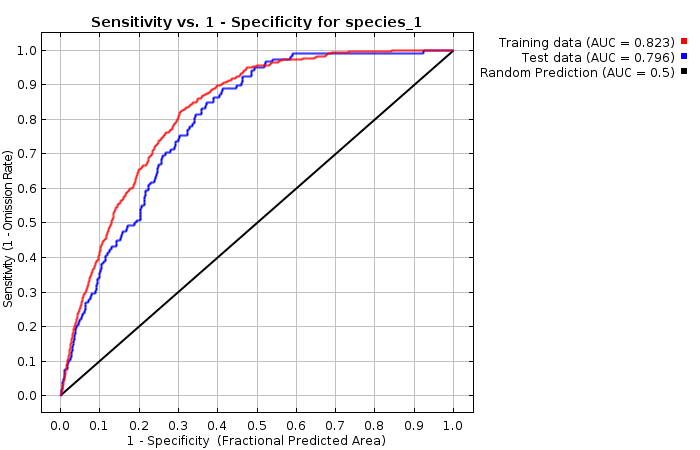 Sensitivity vs. 1 - Specificity for species_1
Training data (AUC = 0.823)
Test data (AUC = 0.796)
Random Prediction (AUC = 0.5)
Sensitivity (1 - Omission Rate)
1.0
0.9
0.8
0.7
0.6
0.5
0.4
0.3
0.2
0.1
0.0
0.0 0.1 0.2 0.3 0.4 0.5 0.6 0.7 0.8 0.9 1.0
1 - Specificity (Fractional Predicted Area)